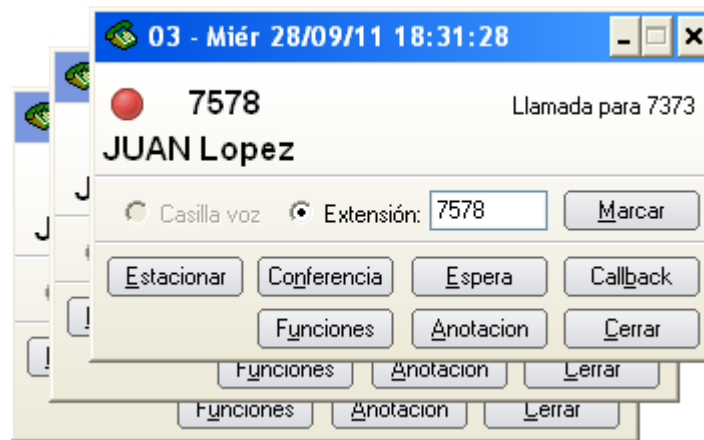 03 - Miér 28/09/11 18:31:28
7578 Llamada para 7373
JUAN Lopez
Casilla voz Extensión: 7578 Marcar
Estacionar Conferencia Espera Callback
Funciones Anotacion Cerrar
Funciones Anotacion Cerrar
Funciones Anotacion Cerrar